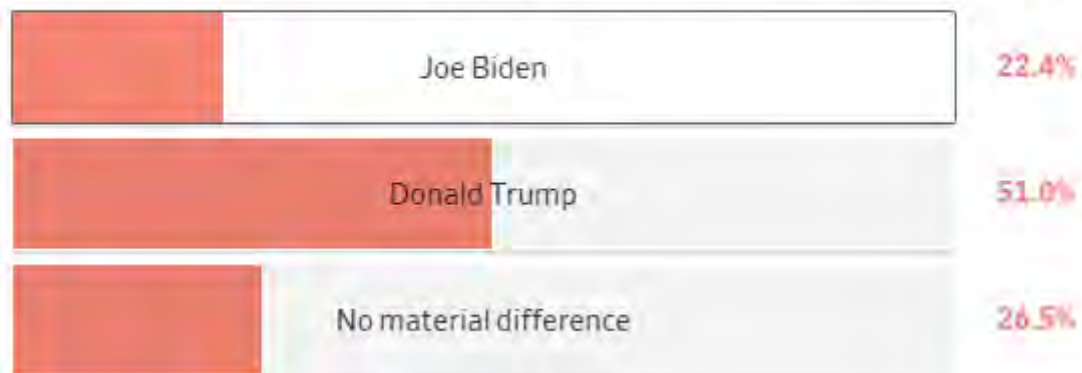 Joe Biden 22.4%
Donald Trump 51.0%
No material difference 26.5%